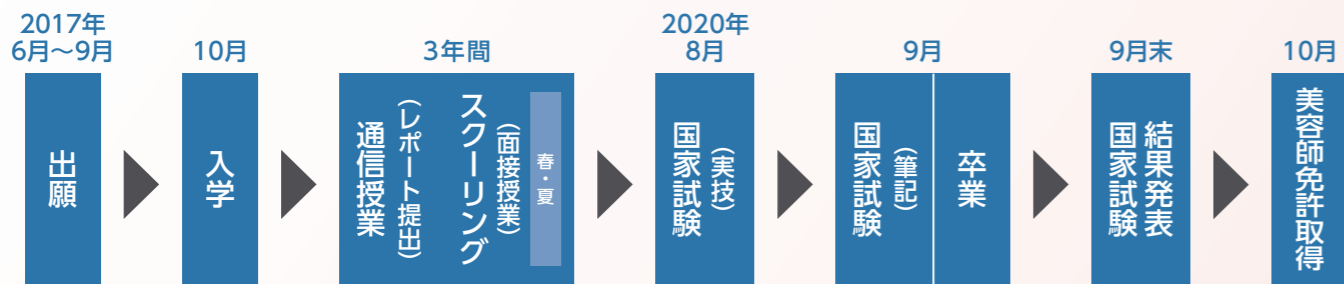 2017年
6月～9月
出願
10月
入学
3年間
スクーリング
（面接授業）
春・夏
通信授業
（レポート提出）
2020年
8月
国家試験
（実技）
9月
国家試験
（筆記）
卒業
9月末
国家試験
結果発表
10月
美容師免許取得